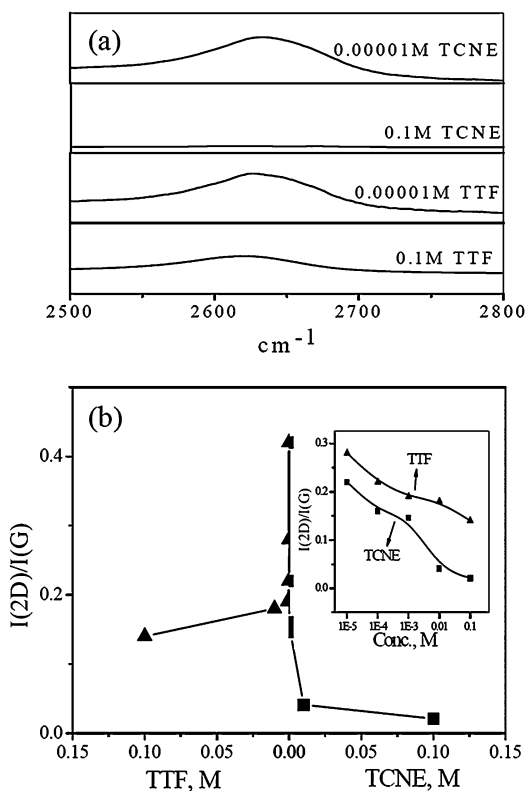 (a)
0.00001M TCNE
0.1M TCNE
0.00001M TTF
0.1M TTF
2500 2600 2700 2800
cm-1
(b)
I(2D)/I(G)
0.4
0.2
0.0
0.15 0.10 0.05 0.00 0.05 0.10 0.15
TTF, M TCNE, M
I(2D)/I(G)
0.3
0.2
0.1
0.0
TTF
TCNE
1E-5 1E-4 1E-3 0.01 0.1
Conc., M